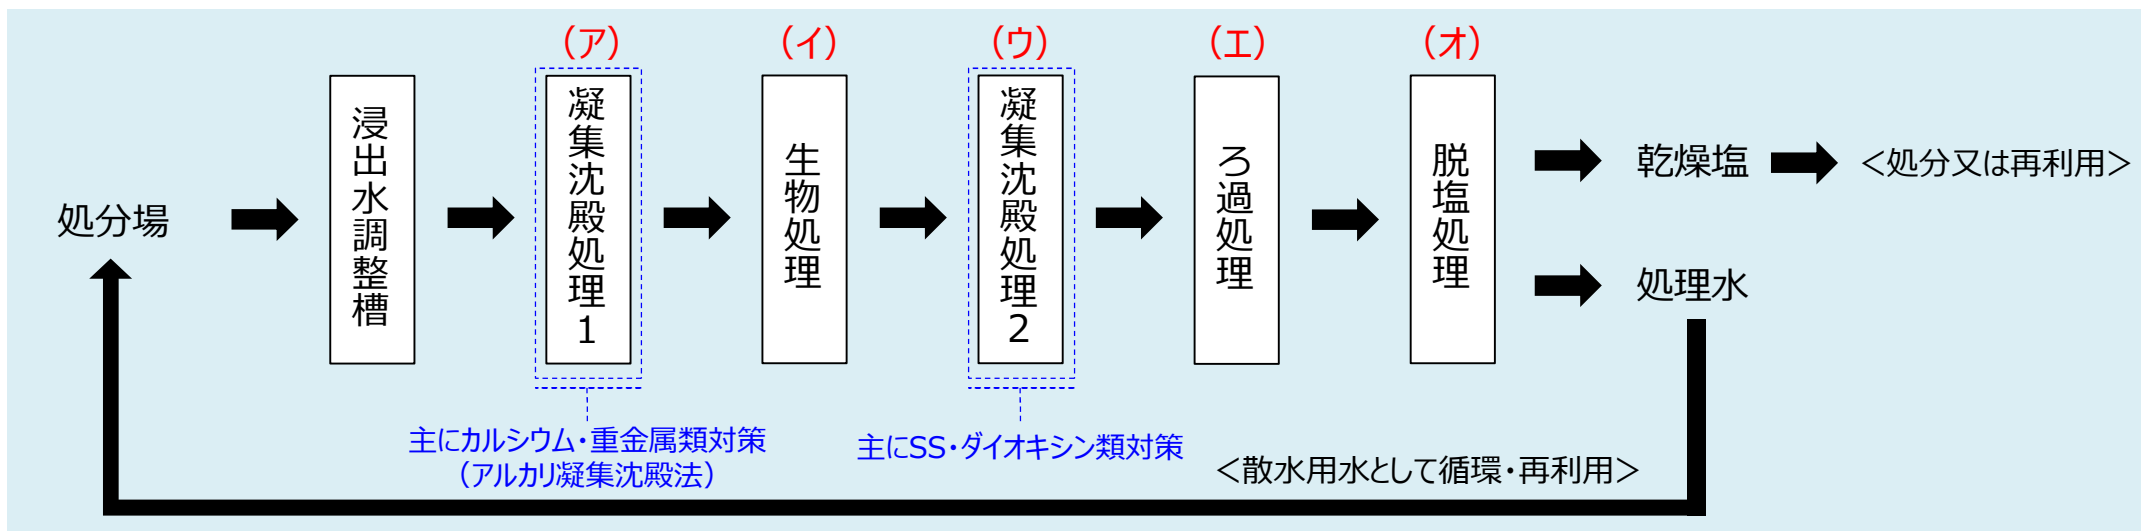 （ア）
（イ）
（ウ）
（エ）
（オ）
処分場
浸出水調整槽
凝集沈殿処理1
生物処理
凝集沈殿処理2
ろ過処理
脱塩処理
乾燥塩
＜処分又は再利用＞
処理水
主にカルシウム・重金属類対策
（アルカリ凝集沈殿法）
主にSS・ダイオキシン類対策
＜散水用水として循環・再利用＞